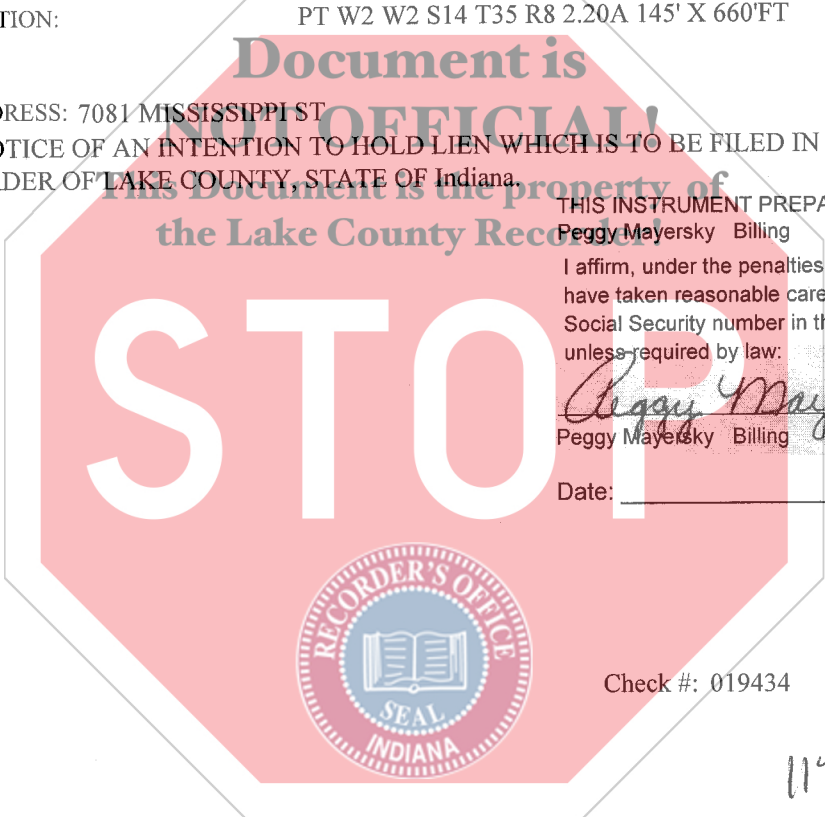 TION: PT W2 W2 S14 T35 R8 2.20A 145' X 660'FT
Document is
DRESS: 7081 MISSISSIPPI ST
NOT OFFICIAL!
OTICE OF AN INTENTION TO HOLD LIEN WHICH IS TO BE FILED IN
DER OF LAKE COUNTY, STATE OF Indiana.
This Document is the property of
the Lake County Recorder!
THIS INSTRUMENT PREPA
Peggy Mayersky Billing
I affirm, under the penalties
have taken reasonable care
Social Security number in th
unless required by law:
Peggy May
Peggy Mayersky Billing
Date:
STOP
RECORDER'S OFFICE
SEAL
INDIANA
Check #: 019434